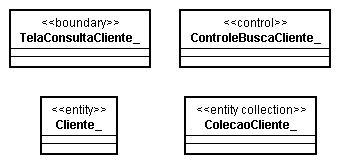 <<boundary>>
TelaConsultaCliente_
<<control>>
ControleBuscaCliente_
<<entity>>
Cliente_
<<entity collection>>
ColecaoCliente_